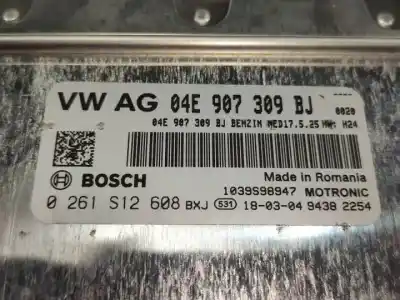 VW AG 04E 907 309 BJ 0020
04E 907 309 BJ BENZIN MED17.5.25 HW: H24
Made in Romania
BOSCH 1039S98947 MOTRONIC
0 261 S12 608 BXJ 531 18-03-04 9438 2254